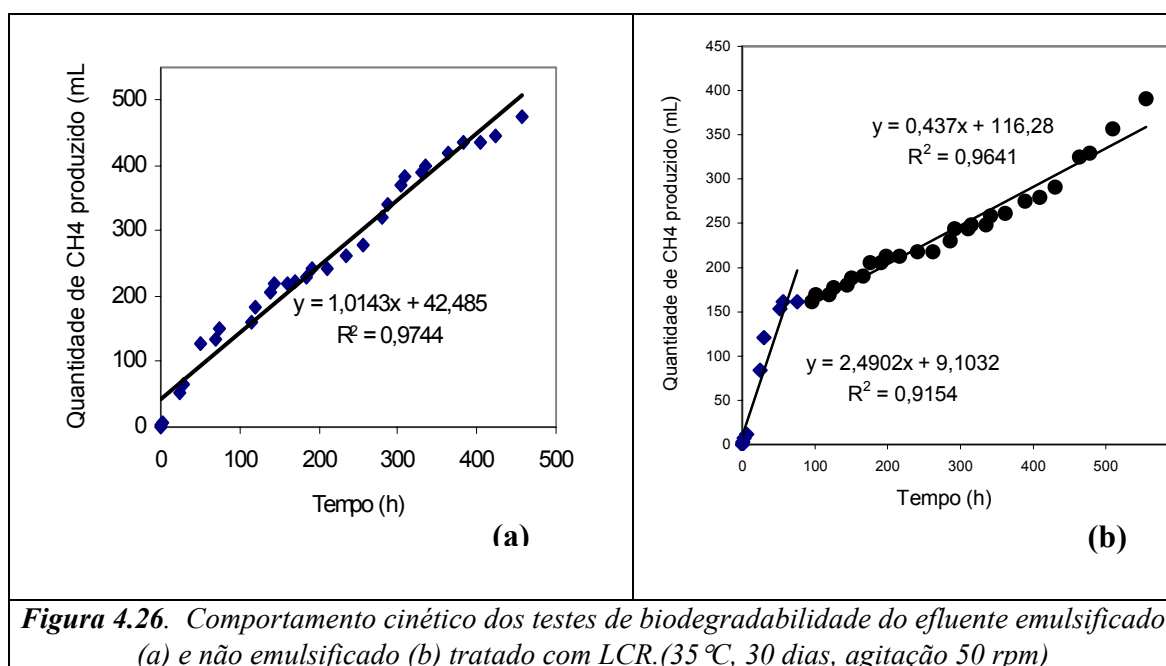 Quantidade de CH4 produzido (mL
500
400
300
200
100
0
y = 1,0143x + 42,485
R² = 0,9744
0 100 200 300 400 500
Tempo (h)
(a)
Quantidade de CH4 produzido (mL)
450
400
350
300
250
200
150
100
50
0
y = 0,437x + 116,28
R² = 0,9641
y = 2,4902x + 9,1032
R² = 0,9154
0 100 200 300 400 500
Tempo (h)
(b)
Figura 4.26. Comportamento cinético dos testes de biodegradabilidade do efluente emulsificado
(a) e não emulsificado (b) tratado com LCR.(35°C, 30 dias, agitação 50 rpm)